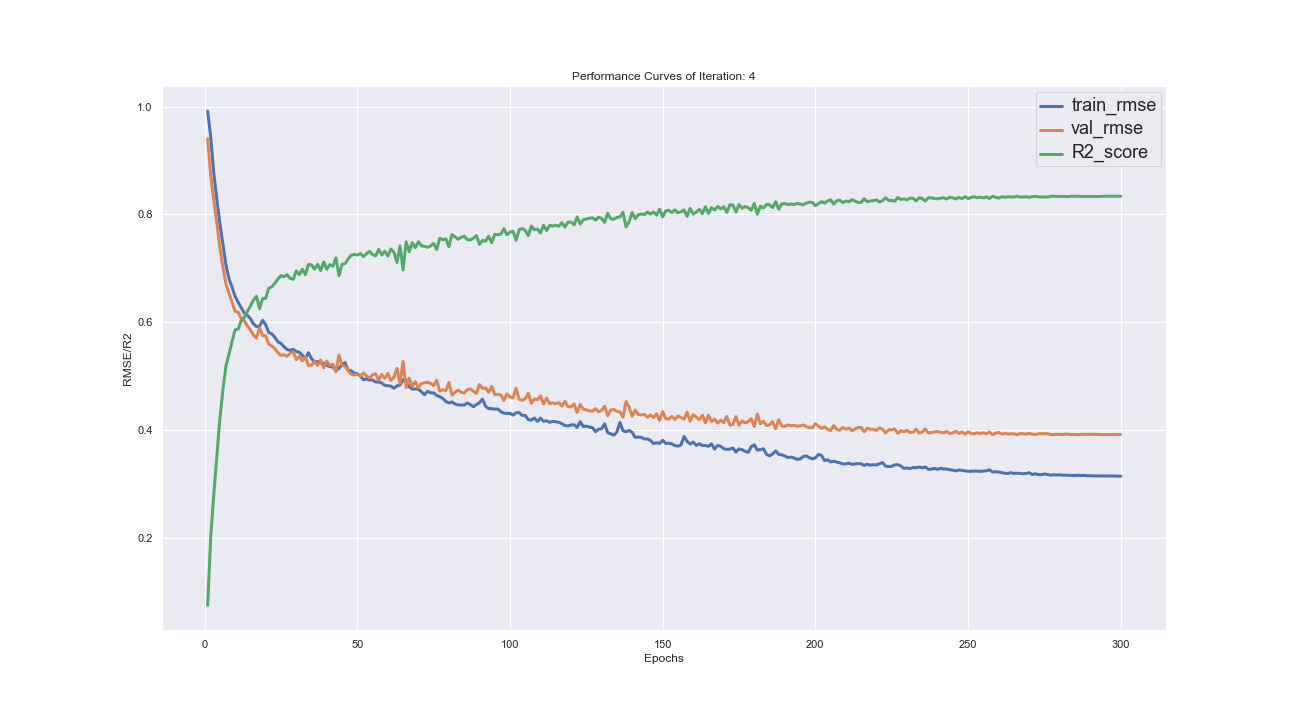 Performance Curves of Iteration: 4
train_rmse
val_rmse
R2_score
1.0
0.8
0.6
0.4
0.2
RMSE/R2
0
50
100
150
200
250
300
Epochs